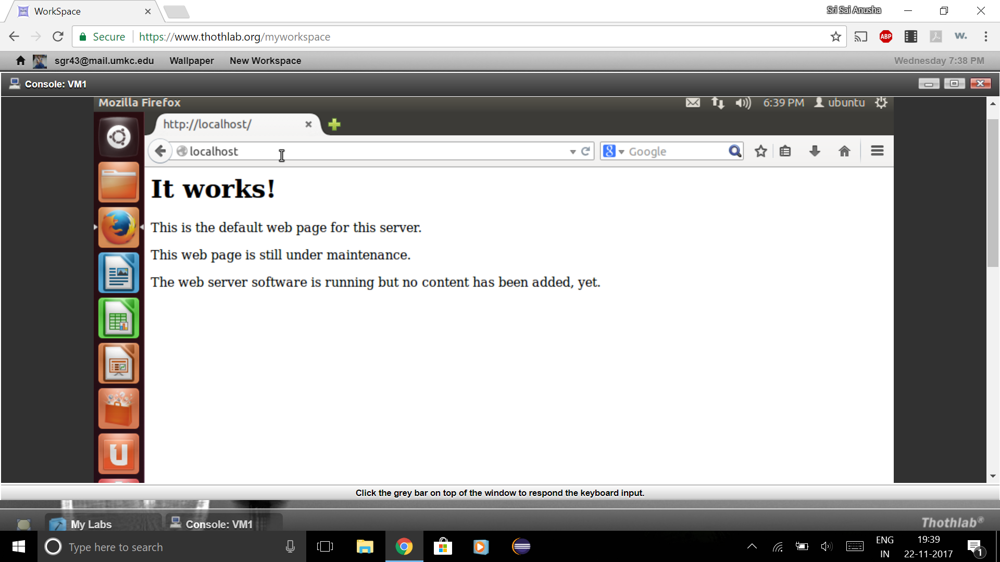 WorkSpace
Sri Sai Anusha
Secure https://www.thothlab.org/myworkspace
ABP
w.
sgr43@mail.umkc.edu Wallpaper New Workspace Wednesday 7:38 PM
Console: VM1
Mozilla Firefox 6:39 PM ubuntu
http://localhost/
localhost 8 Google
It works!
This is the default web page for this server.
This web page is still under maintenance.
The web server software is running but no content has been added, yet.
Click the grey bar on top of the window to respond the keyboard input.
My Labs Console: VM1 Thothlab®
Type here to search
ENG 19:39
IN 22-11-2017 1